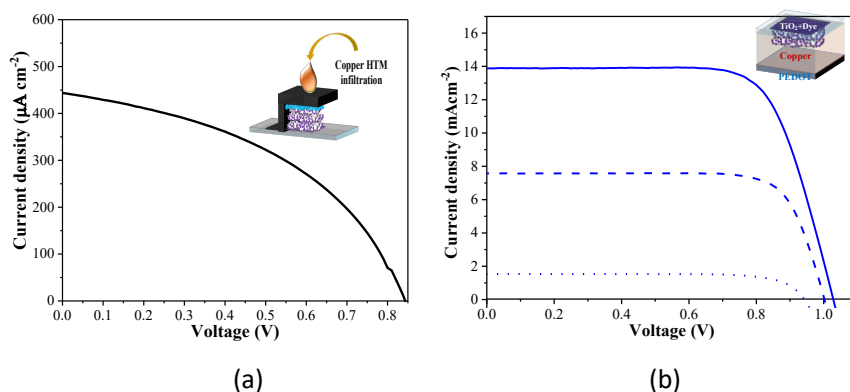 600
500
400
300
200
100
0
0.0 0.1 0.2 0.3 0.4 0.5 0.6 0.7 0.8
Current density (µA cm⁻²)
Voltage (V)
Copper HTM
infiltration
(a)
16
14
12
10
8
6
4
2
0
0.0 0.2 0.4 0.6 0.8 1.0
Current density (mAcm⁻²)
Voltage (V)
TiO₂+Dye
Copper
PEDOT
(b)